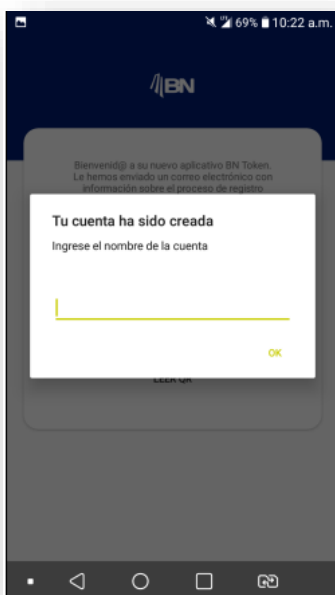 69% 10:22 a.m.
BN
Bienvenid@ a su nuevo aplicativo BN Token.
Le hemos enviado un correo electrónico con
información sobre el proceso de registro
Tu cuenta ha sido creada
Ingrese el nombre de la cuenta
OK
LEER QR